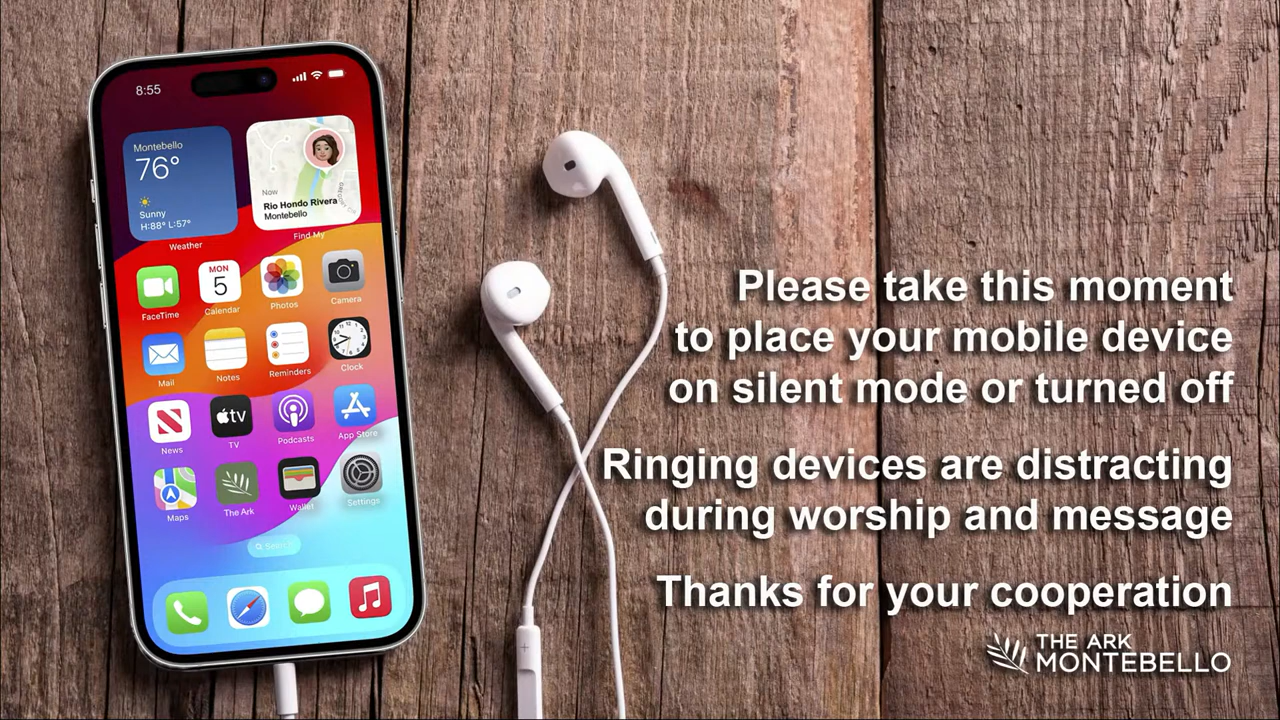 8:55
Montebello
76°
Sunny
H:88° L:57°
Weather
Now
Rio Hondo Rivera
Montebello
Find My
FaceTime
MON
5
Calendar
Photos
Camera
Mail
Notes
Reminders
Clock
News
tv
TV
Podcasts
App Store
Maps
The Ark
Wallet
Settings
Search
Please take this moment
to place your mobile device
on silent mode or turned off
Ringing devices are distracting
during worship and message
Thanks for your cooperation
THE ARK
MONTEBELLO